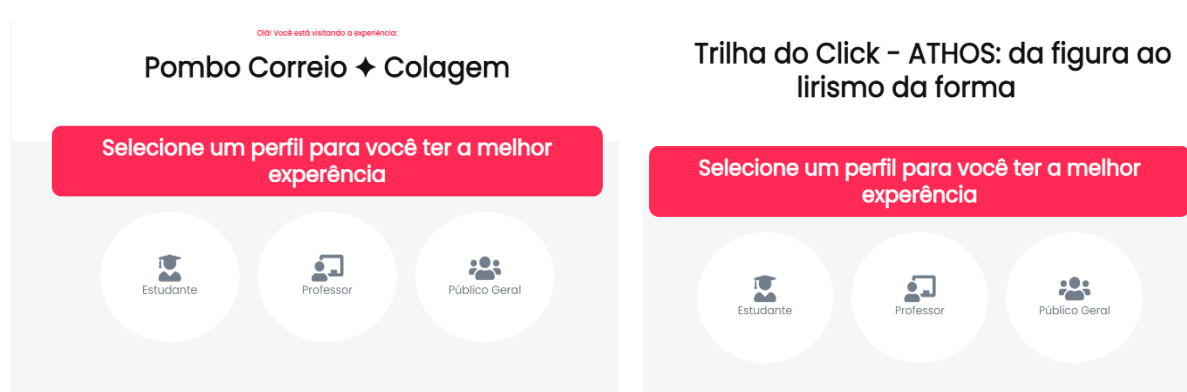 Olá! Você está visitando a experiência:
Pombo Correio ✦ Colagem
Selecione um perfil para você ter a melhor
experência
Estudante
Professor
Público Geral
Trilha do Click - ATHOS: da figura ao
lirismo da forma
Selecione um perfil para você ter a melhor
experência
Estudante
Professor
Público Geral